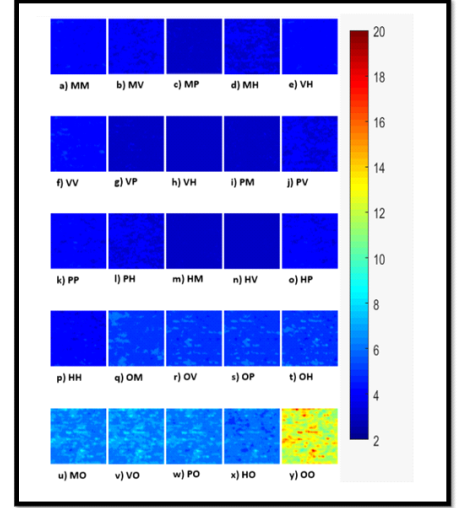 a) MM b) MV c) MP d) MH e) VH
f) VV g) VP h) VH i) PM j) PV
k) PP l) PH m) HM n) HV o) HP
p) HH q) OM r) OV s) OP t) OH
u) MO v) VO w) PO x) HO y) OO
20
18
16
14
12
10
8
6
4
2